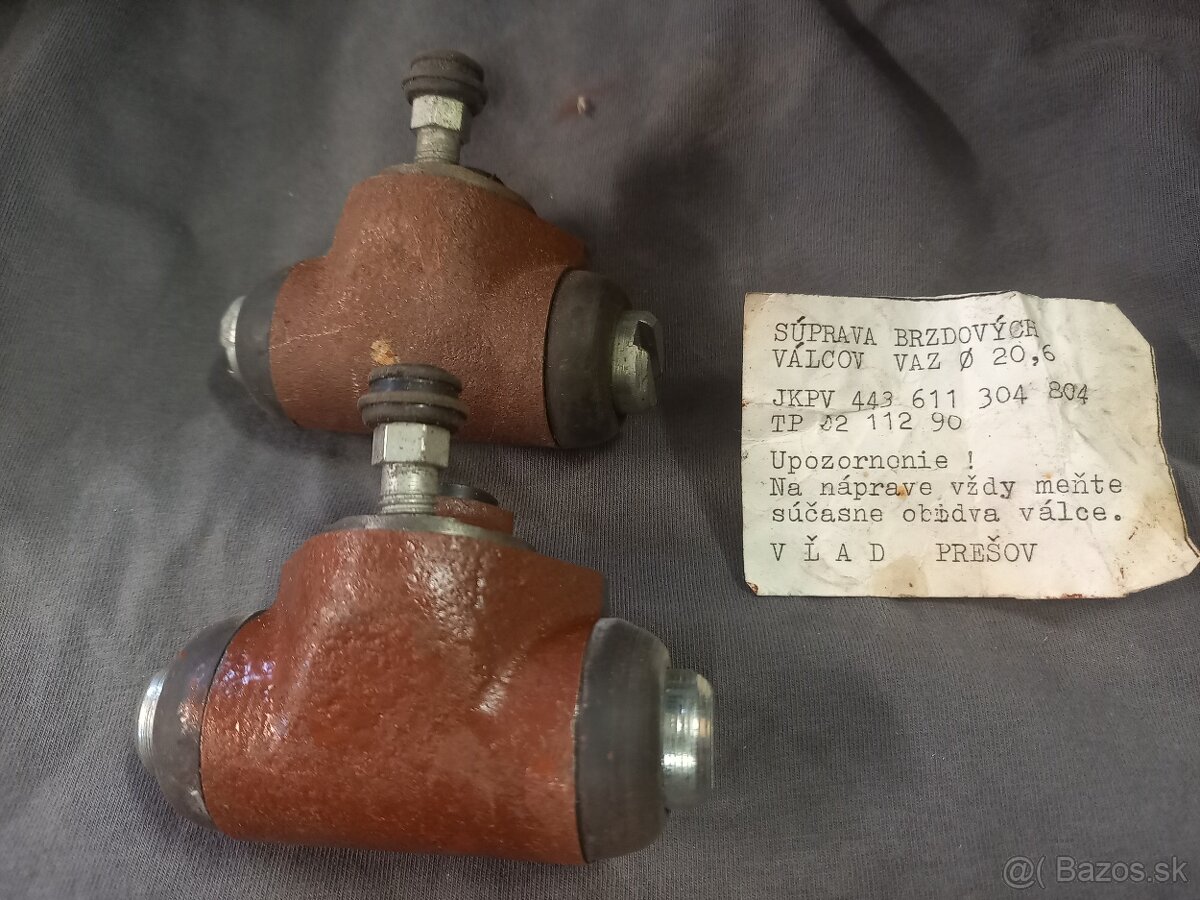 SÚPRAVA BRZDOVÝCH
VÁLCOV VAZ Ø 20,6
JKPV 443 611 304 804
TP 02 112 90
Upozornonie !
Na náprave vždy meňte
súčasne obidva válce.
V Ľ A D PREŠOV
@( Bazos.sk